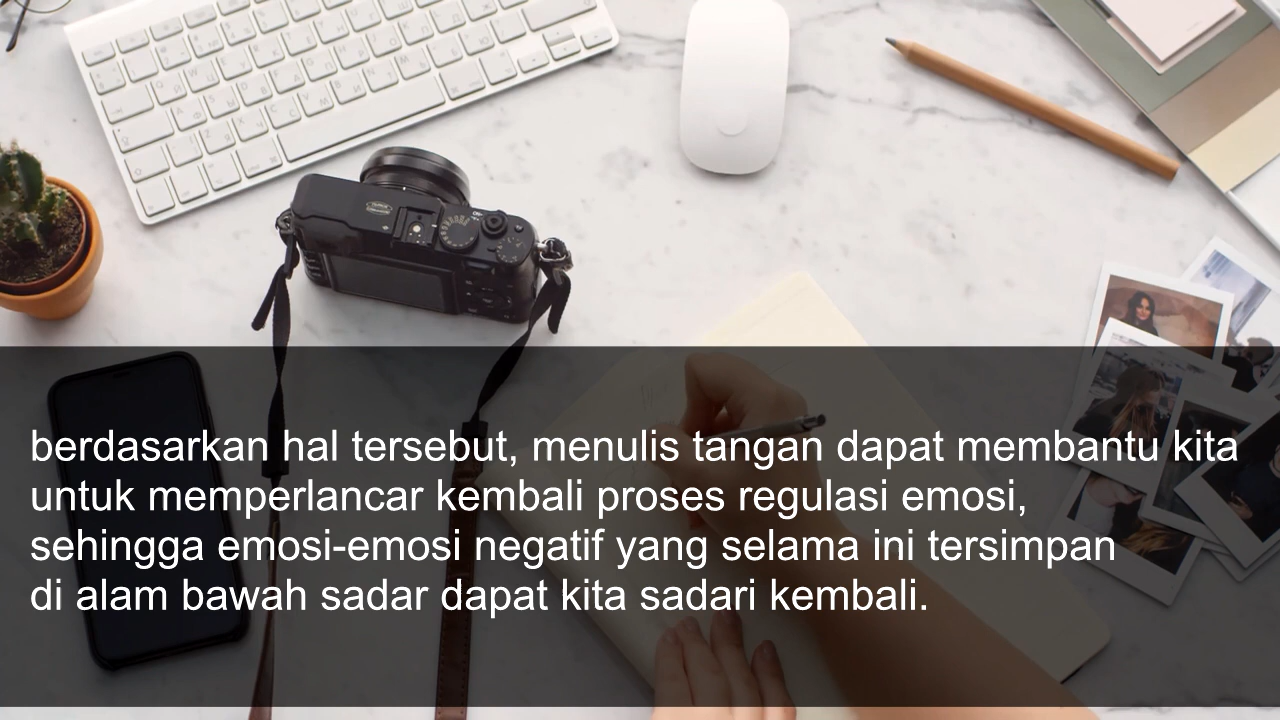 berdasarkan hal tersebut, menulis tangan dapat membantu kita
untuk memperlancar kembali proses regulasi emosi,
sehingga emosi-emosi negatif yang selama ini tersimpan
di alam bawah sadar dapat kita sadari kembali.